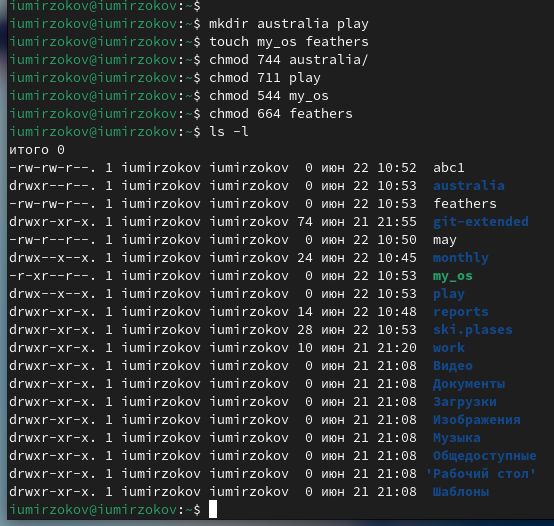 iumirzokov@iumirzokov:~$
iumirzokov@iumirzokov:~$ mkdir australia play
iumirzokov@iumirzokov:~$ touch my_os feathers
iumirzokov@iumirzokov:~$ chmod 744 australia/
iumirzokov@iumirzokov:~$ chmod 711 play
iumirzokov@iumirzokov:~$ chmod 544 my_os
iumirzokov@iumirzokov:~$ chmod 664 feathers
iumirzokov@iumirzokov:~$ ls -l
итого 0
-rw-rw-r--. 1 iumirzokov iumirzokov  0 июн 22 10:52  abc1
drwxr--r--. 1 iumirzokov iumirzokov  0 июн 22 10:53  australia
-rw-rw-r--. 1 iumirzokov iumirzokov  0 июн 22 10:53  feathers
drwxr-xr-x. 1 iumirzokov iumirzokov 74 июн 21 21:55  git-extended
-rw-r--r--. 1 iumirzokov iumirzokov  0 июн 22 10:50  may
drwx--x--x. 1 iumirzokov iumirzokov 24 июн 22 10:45  monthly
-r-xr--r--. 1 iumirzokov iumirzokov  0 июн 22 10:53  my_os
drwx--x--x. 1 iumirzokov iumirzokov  0 июн 22 10:53  play
drwxr-xr-x. 1 iumirzokov iumirzokov 14 июн 22 10:48  reports
drwxr-xr-x. 1 iumirzokov iumirzokov 28 июн 22 10:53  ski.plases
drwxr-xr-x. 1 iumirzokov iumirzokov 10 июн 21 21:20  work
drwxr-xr-x. 1 iumirzokov iumirzokov  0 июн 21 21:08  Видео
drwxr-xr-x. 1 iumirzokov iumirzokov  0 июн 21 21:08  Документы
drwxr-xr-x. 1 iumirzokov iumirzokov  0 июн 21 21:08  Загрузки
drwxr-xr-x. 1 iumirzokov iumirzokov  0 июн 21 21:08  Изображения
drwxr-xr-x. 1 iumirzokov iumirzokov  0 июн 21 21:08  Музыка
drwxr-xr-x. 1 iumirzokov iumirzokov  0 июн 21 21:08  Общедоступные
drwxr-xr-x. 1 iumirzokov iumirzokov  0 июн 21 21:08 'Рабочий стол'
drwxr-xr-x. 1 iumirzokov iumirzokov  0 июн 21 21:08  Шаблоны
iumirzokov@iumirzokov:~$